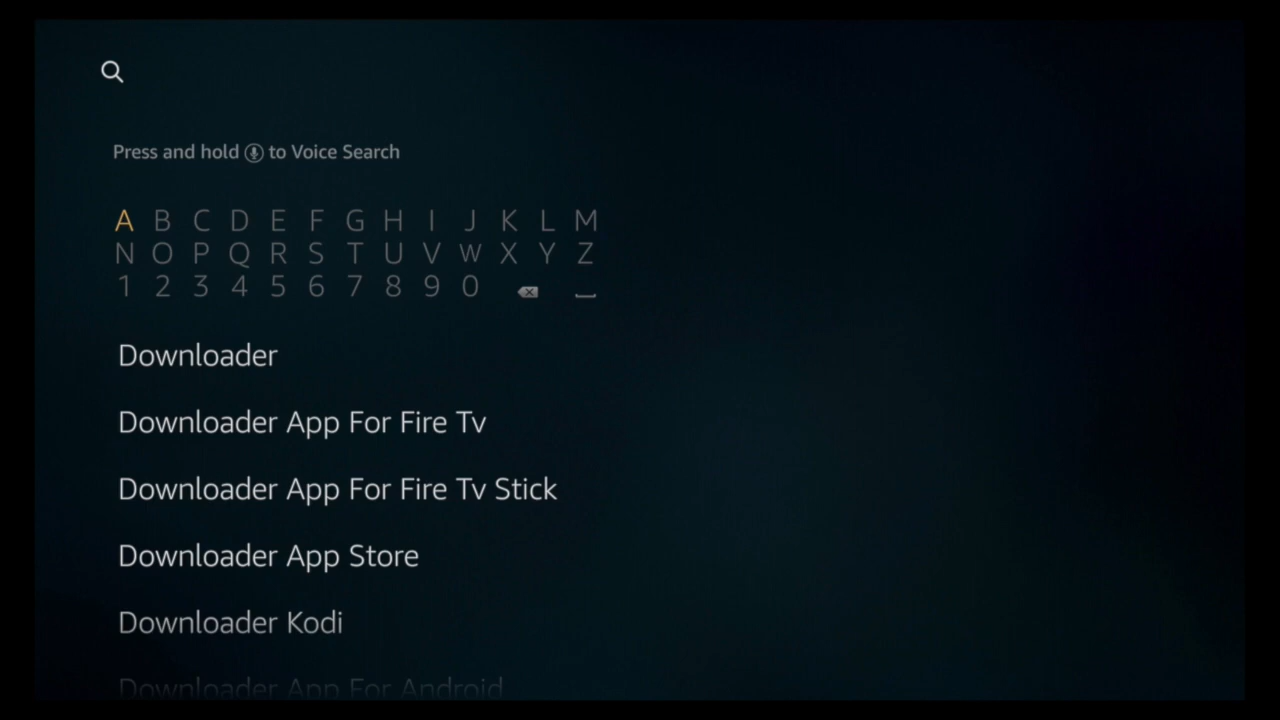 Press and hold to Voice Search
A B C D E F G H I J K L M
N O P Q R S T U V W X Y Z
1 2 3 4 5 6 7 8 9 0
Downloader
Downloader App For Fire Tv
Downloader App For Fire Tv Stick
Downloader App Store
Downloader Kodi
Downloader App For Android